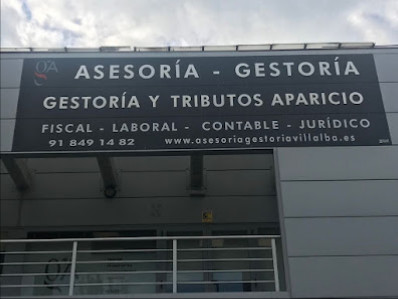 ASESORÍA - GESTORÍA
GESTORÍA Y TRIBUTOS APARICIO
FISCAL - LABORAL - CONTABLE - JURÍDICO
91 849 14 82 www.asesoriagestoriavillalba.es